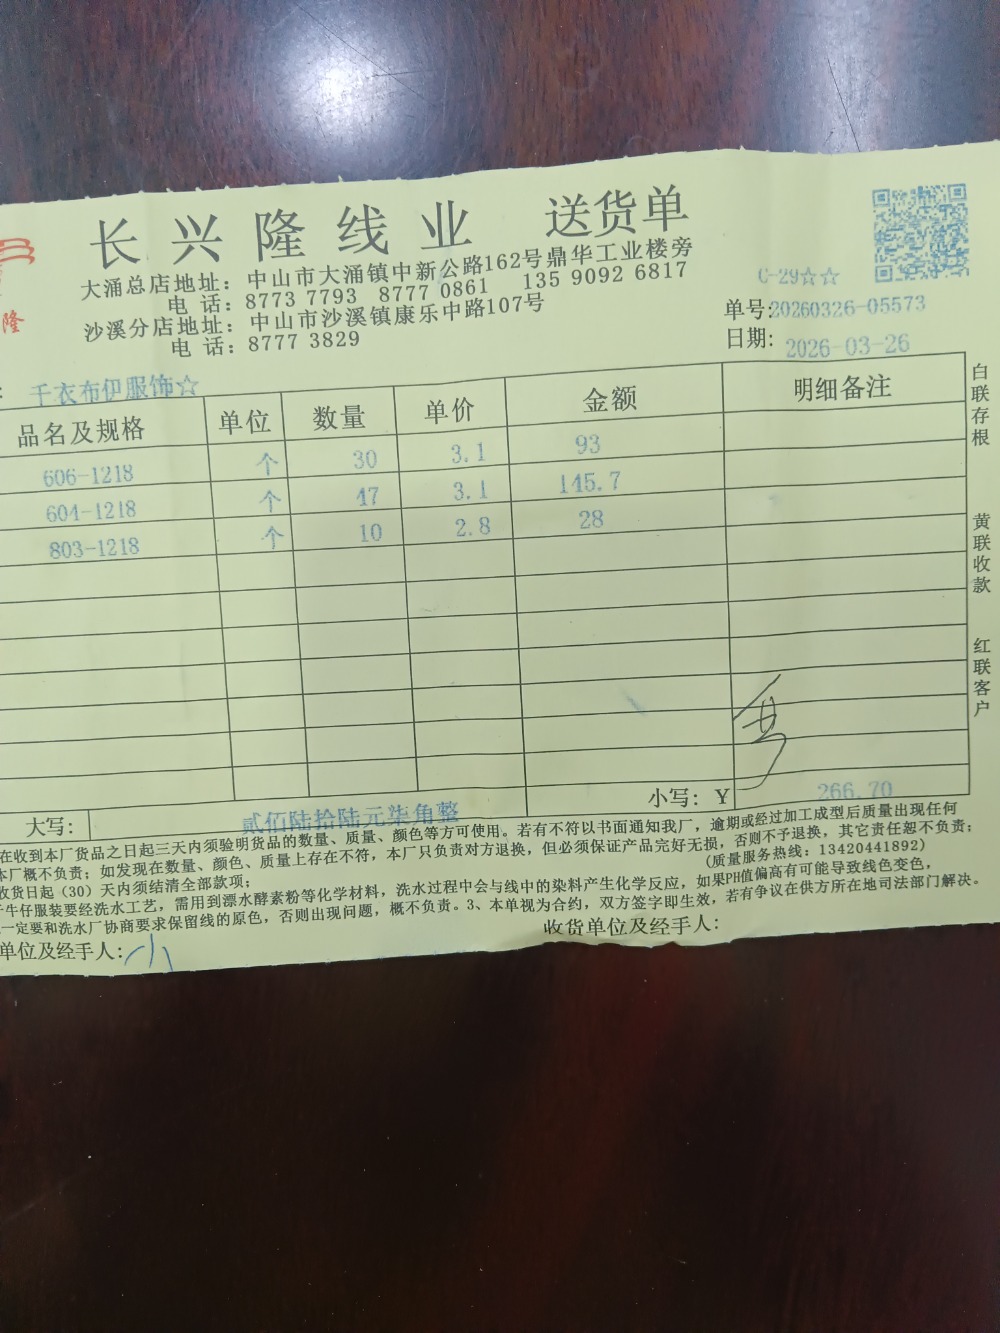 长兴隆线业 送货单
大涌总店地址：中山市大涌镇中新公路162号鼎华工业楼旁
电 话：8773 7793 8777 0861 135 9092 6817
沙溪分店地址：中山市沙溪镇康乐中路107号
电 话：8777 3829
隆
C-29☆☆
单号:20260326-05573
日期: 2026-03-26
: 千衣布伊服饰☆
品名及规格 单位 数量 单价 金额 明细备注
606-1218 个 30 3.1 93
604-1218 个 47 3.1 145.7
803-1218 个 10 2.8 28
白联存根
黄联收款
红联客户
小写：Y 266.70
大写： 贰佰陆拾陆元柒角整
在收到本厂货品之日起三天内须验明货品的数量、质量、颜色等方可使用。若有不符以书面通知我厂，逾期或经过加工成型后质量出现任何
本厂概不负责；如发现在数量、颜色、质量上存在不符，本厂只负责对方退换，但必须保证产品完好无损，否则不予退换，其它责任恕不负责；
收货日起（30）天内须结清全部款项；
(质量服务热线：13420441892)
牛仔服装要经洗水工艺，需用到漂水酵素粉等化学材料，洗水过程中会与线中的染料产生化学反应，如果PH值偏高有可能导致线色变色，
一定要和洗水厂协商要求保留线的原色，否则出现问题，概不负责。3、本单视为合约，双方签字即生效，若有争议在供方所在地司法部门解决。
单位及经手人：小
收货单位及经手人：